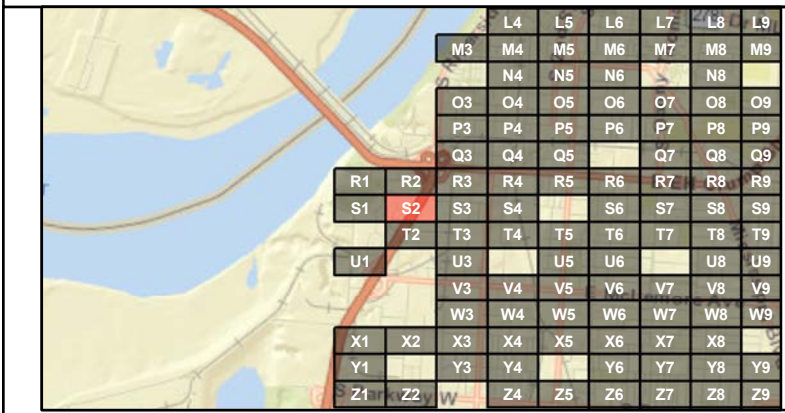 L4 L5 L6 L7 L8 L9
M3 M4 M5 M6 M7 M8 M9
N4 N5 N6 N8
O3 O4 O5 O6 O7 O8 O9
P3 P4 P5 P6 P7 P8 P9
Q3 Q4 Q5 Q7 Q8 Q9
R1 R2 R3 R4 R5 R6 R7 R8 R9
S1 S2 S3 S4 S6 S7 S8 S9
T2 T3 T4 T5 T6 T7 T8 T9
U1 U3 U5 U6 U8 U9
V3 V4 V5 V6 V7 V8 V9
W3 W4 W5 W6 W7 W8 W9
X1 X2 X3 X4 X5 X6 X7 X8
Y1 Y3 Y4 Y6 Y7 Y8 Y9
Z1 Z2 Z4 Z5 Z6 Z7 Z8 Z9
S Parkway W